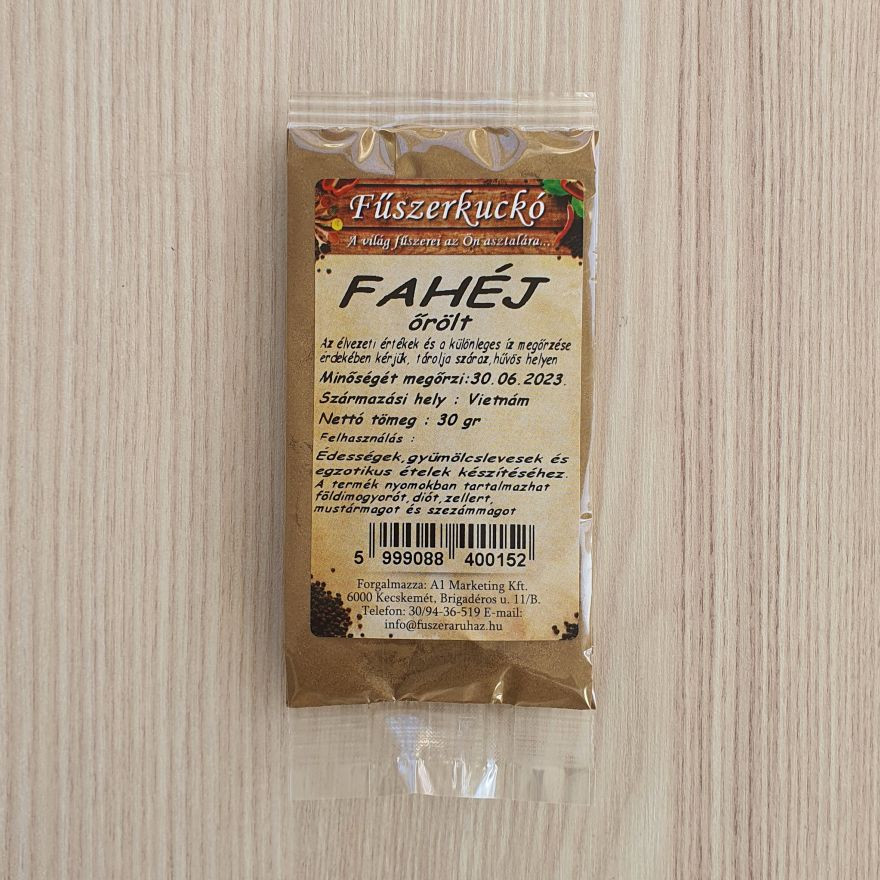 Fűszerkuckó
A világ fűszerei az Ön asztalára...
FAHÉJ
őrölt
Az élvezeti értékek és a különleges íz megőrzése
érdekében kérjük, tárolja száraz,hűvös helyen
Minőségét megőrzi:30.06.2023.
Származási hely : Vietnám
Nettó tömeg : 30 gr
Felhasználás :
Édességek,gyümölcslevesek és
egzotikus ételek készítéséhez.
A termék nyomokban tartalmazhat
földimogyorót,diót,zellert,
mustármagot és szezámmagot
5 999088 400152
Forgalmazza: A1 Marketing Kft.
6000 Kecskemét, Brigadéros u. 11/B.
Telefon: 30/94-36-519 E-mail:
info@fuszeraruhaz.hu